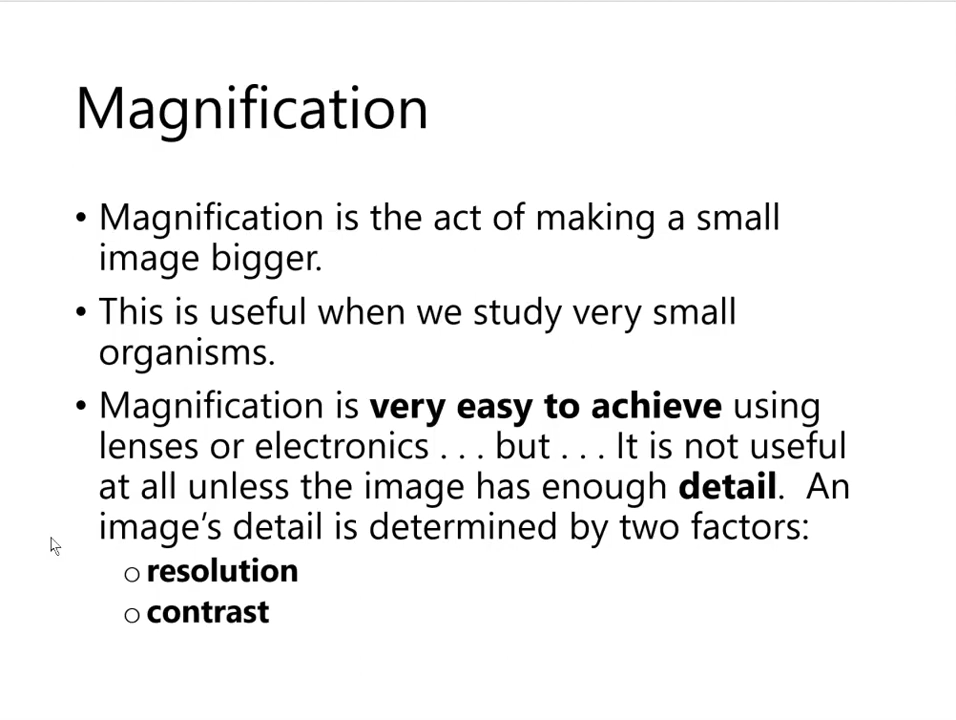 Magnification
• Magnification is the act of making a small
image bigger.
• This is useful when we study very small
organisms.
• Magnification is very easy to achieve using
lenses or electronics . . . but . . . It is not useful
at all unless the image has enough detail.  An
image’s detail is determined by two factors:
○ resolution
○ contrast